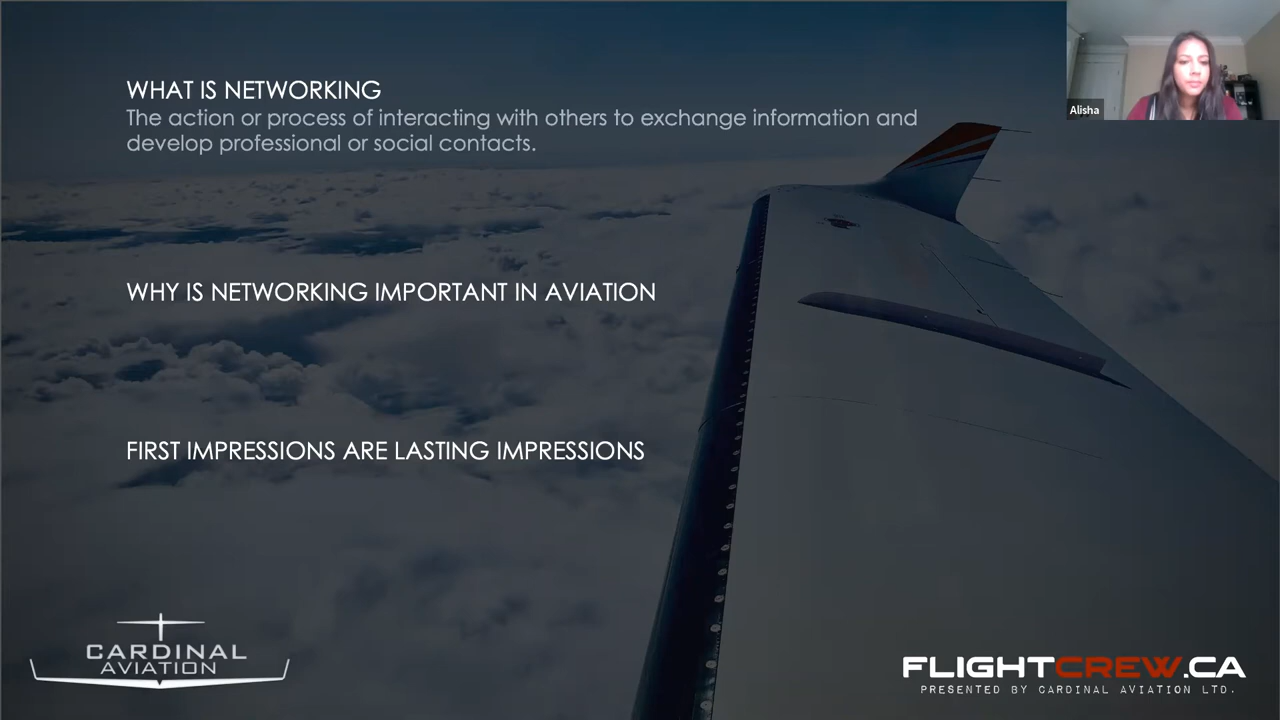 WHAT IS NETWORKING
The action or process of interacting with others to exchange information and
develop professional or social contacts.
Alisha
WHY IS NETWORKING IMPORTANT IN AVIATION
FIRST IMPRESSIONS ARE LASTING IMPRESSIONS
CARDINAL
AVIATION
FLIGHTCREW.CA
PRESENTED BY CARDINAL AVIATION LTD.